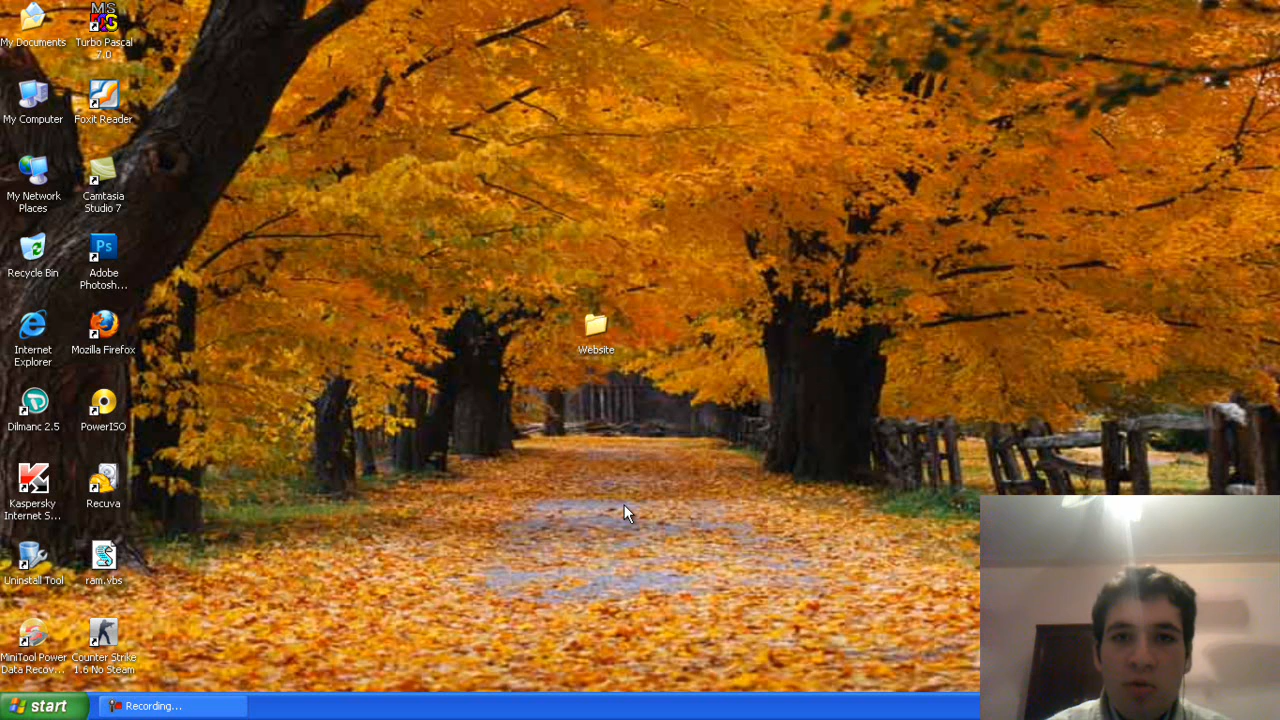 My Documents
MS
Turbo Pascal
7.0
My Computer
Foxit Reader
My Network
Places
Camtasia
Studio 7
Recycle Bin
Ps
Adobe
Photosh...
Internet
Explorer
Mozilla Firefox
Website
Dilmanc 2.5
PowerISO
Kaspersky
Internet S...
Recuva
Uninstall Tool
ram.vbs
MiniTool Power
Data Recov...
Counter Strike
1.6 No Steam
start
Recording...